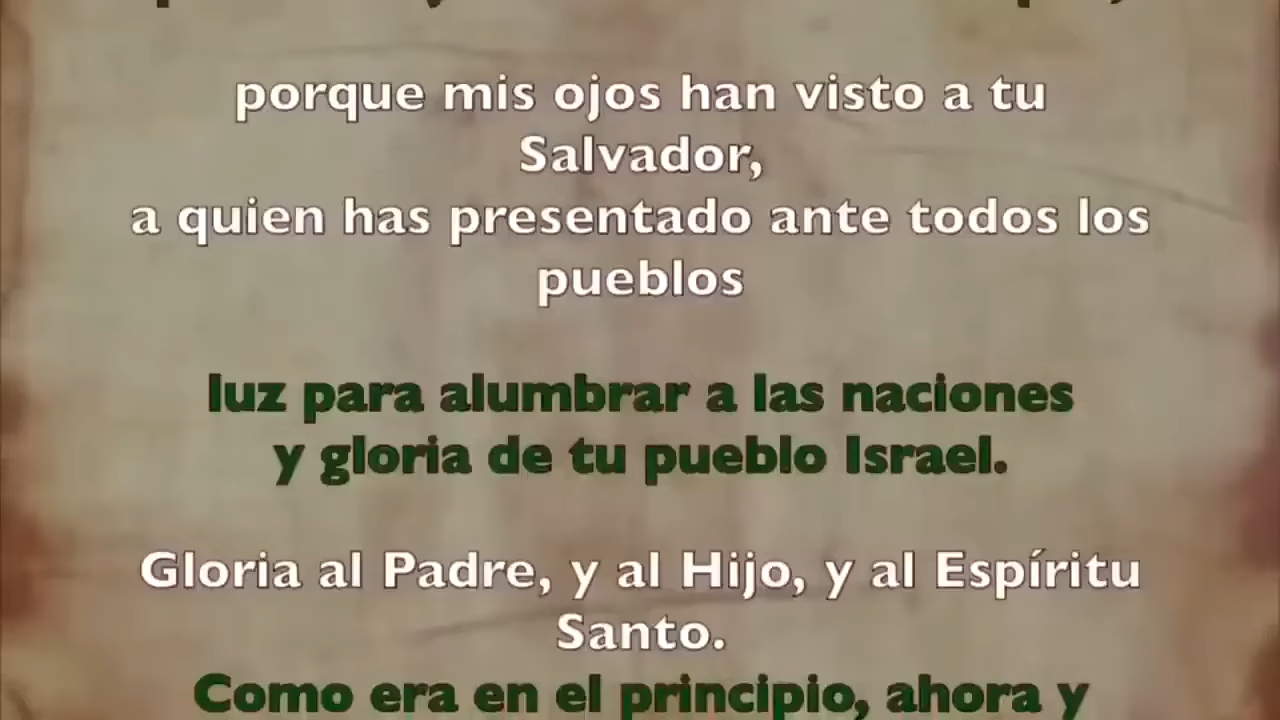 porque mis ojos han visto a tu
Salvador,
a quien has presentado ante todos los
pueblos
luz para alumbrar a las naciones
y gloria de tu pueblo Israel.
Gloria al Padre, y al Hijo, y al Espíritu
Santo.
Como era en el principio, ahora y